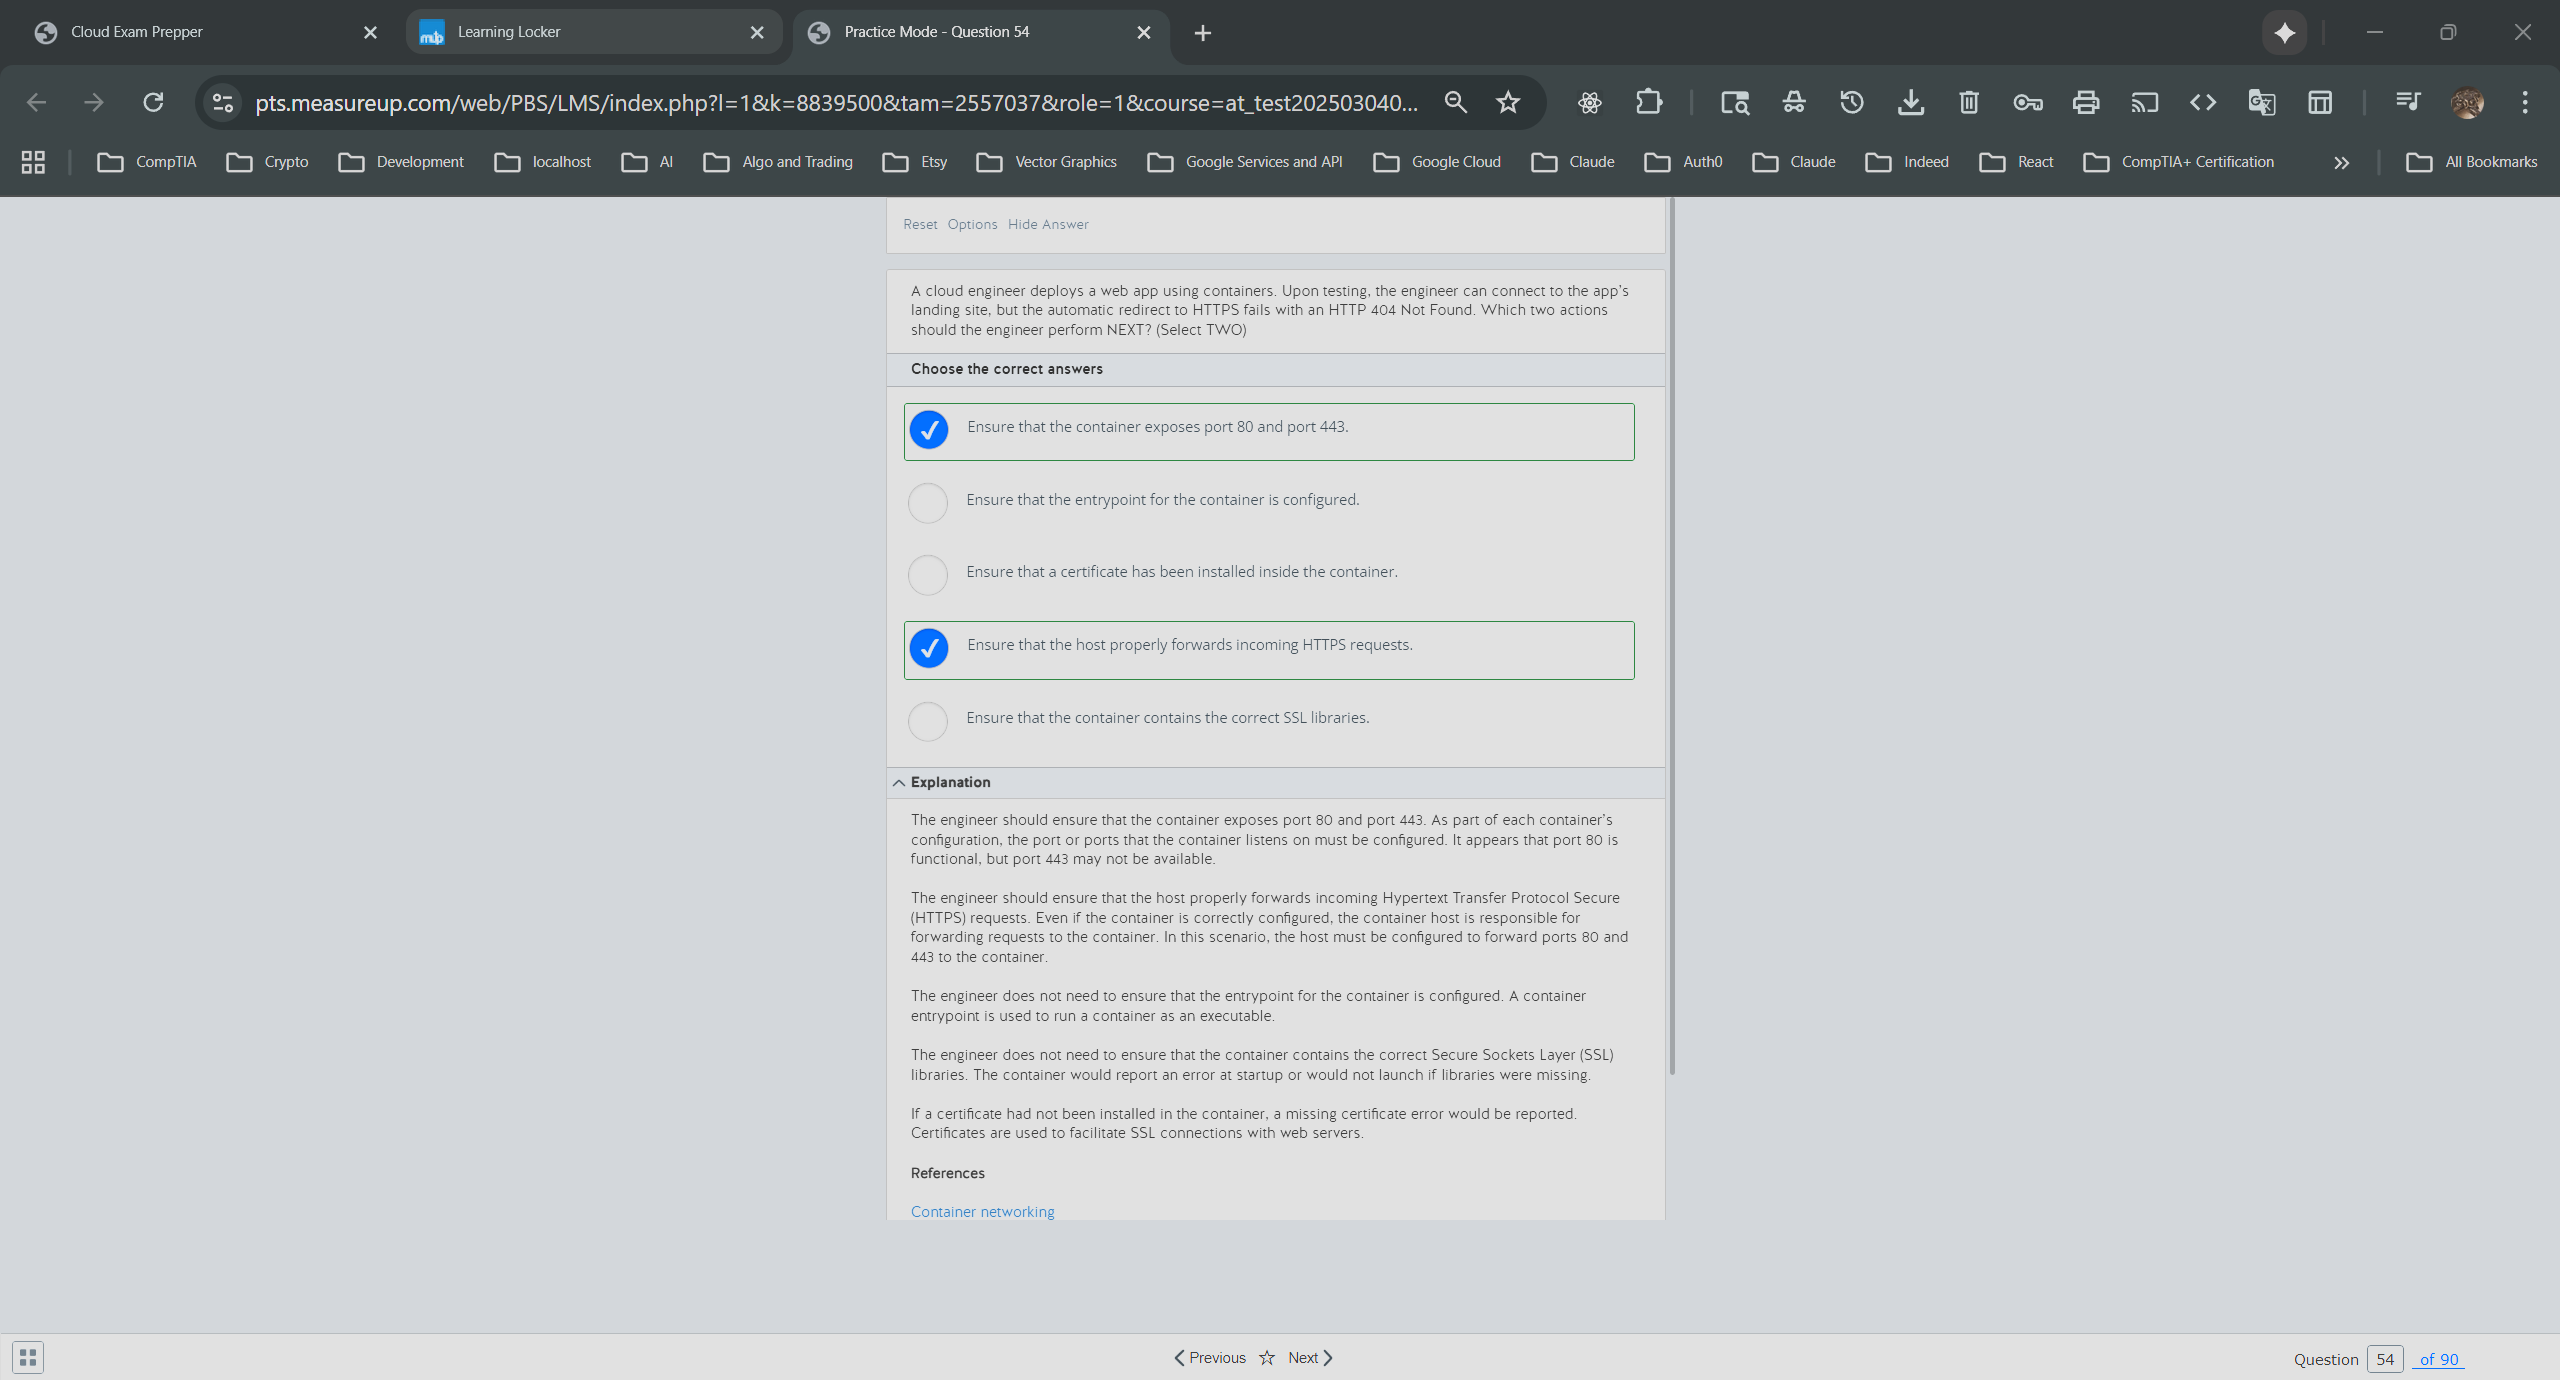 Cloud Exam Prepper
mup Learning Locker
Practice Mode - Question 54
pts.measureup.com/web/PBS/LMS/index.php?l=1&k=8839500&tam=2557037&role=1&course=at_test202503040...
CompTIA Crypto Development localhost AI Algo and Trading Etsy Vector Graphics Google Services and API Google Cloud Claude Auth0 Claude Indeed React CompTIA+ Certification All Bookmarks
Reset Options Hide Answer
A cloud engineer deploys a web app using containers. Upon testing, the engineer can connect to the app's
landing site, but the automatic redirect to HTTPS fails with an HTTP 404 Not Found. Which two actions
should the engineer perform NEXT? (Select TWO)
Choose the correct answers
Ensure that the container exposes port 80 and port 443.
Ensure that the entrypoint for the container is configured.
Ensure that a certificate has been installed inside the container.
Ensure that the host properly forwards incoming HTTPS requests.
Ensure that the container contains the correct SSL libraries.
Explanation
The engineer should ensure that the container exposes port 80 and port 443. As part of each container's
configuration, the port or ports that the container listens on must be configured. It appears that port 80 is
functional, but port 443 may not be available.
The engineer should ensure that the host properly forwards incoming Hypertext Transfer Protocol Secure
(HTTPS) requests. Even if the container is correctly configured, the container host is responsible for
forwarding requests to the container. In this scenario, the host must be configured to forward ports 80 and
443 to the container.
The engineer does not need to ensure that the entrypoint for the container is configured. A container
entrypoint is used to run a container as an executable.
The engineer does not need to ensure that the container contains the correct Secure Sockets Layer (SSL)
libraries. The container would report an error at startup or would not launch if libraries were missing.
If a certificate had not been installed in the container, a missing certificate error would be reported.
Certificates are used to facilitate SSL connections with web servers.
References
Container networking
Previous Next
Question 54 of 90